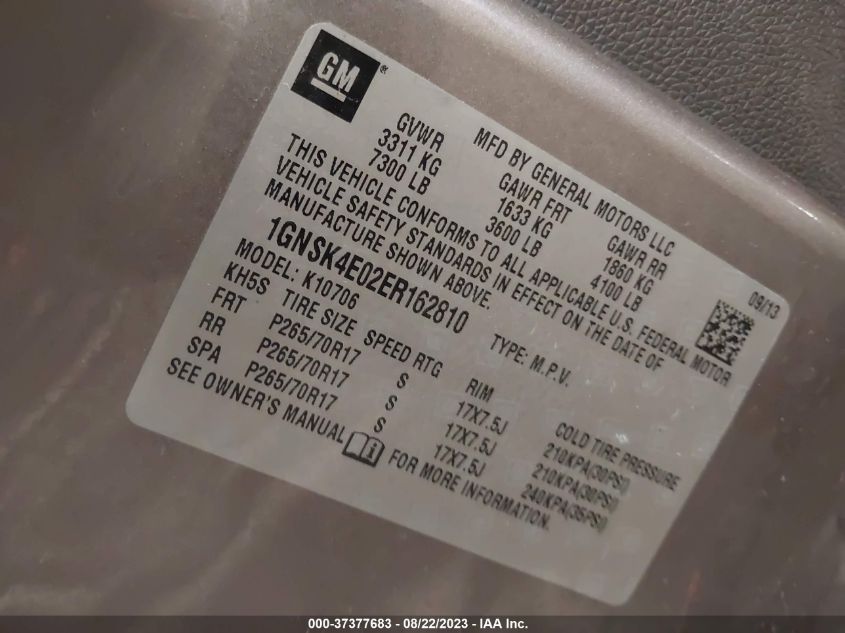 GM®
MFD BY GENERAL MOTORS LLC 09/13
GVWR GAWR FRT GAWR RR
3311 KG 1633 KG 1860 KG
7300 LB 3600 LB 4100 LB
THIS VEHICLE CONFORMS TO ALL APPLICABLE U.S. FEDERAL MOTOR
VEHICLE SAFETY STANDARDS IN EFFECT ON THE DATE OF
MANUFACTURE SHOWN ABOVE.
1GNSK4E02ER162810 TYPE: M.P.V.
MODEL: K10706
KH5S TIRE SIZE SPEED RTG RIM COLD TIRE PRESSURE
FRT P265/70R17 S 17X7.5J 210KPA(30PSI)
RR P265/70R17 S 17X7.5J 210KPA(30PSI)
SPA P265/70R17 S 17X7.5J 240KPA(35PSI)
SEE OWNER'S MANUAL FOR MORE INFORMATION.
000-37377683 - 08/22/2023 - IAA Inc.